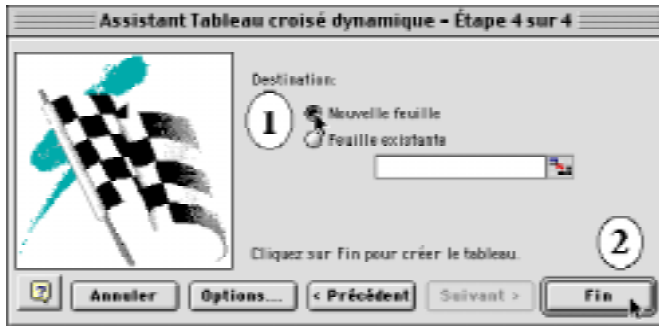 Assistant Tableau croisé dynamique - Étape 4 sur 4
Destination:
1
Nouvelle feuille
Feuille existante
Cliquez sur Fin pour créer le tableau.
2
?
Annuler
Options...
< Précédent
Suivant >
Fin